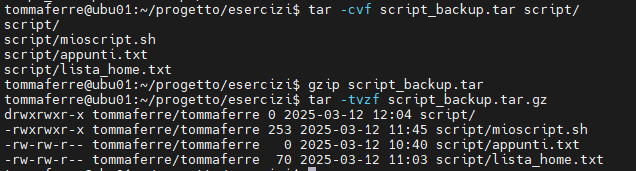 tommaferre@ubu01:~/progetto/esercizi$ tar -cvf script_backup.tar script/
script/
script/mioscript.sh
script/appunti.txt
script/lista_home.txt
tommaferre@ubu01:~/progetto/esercizi$ gzip script_backup.tar
tommaferre@ubu01:~/progetto/esercizi$ tar -tvzf script_backup.tar.gz
drwxrwxr-x tommaferre/tommaferre 0 2025-03-12 12:04 script/
-rwxrwxr-x tommaferre/tommaferre 253 2025-03-12 11:45 script/mioscript.sh
-rw-rw-r-- tommaferre/tommaferre   0 2025-03-12 10:40 script/appunti.txt
-rw-rw-r-- tommaferre/tommaferre  70 2025-03-12 11:03 script/lista_home.txt